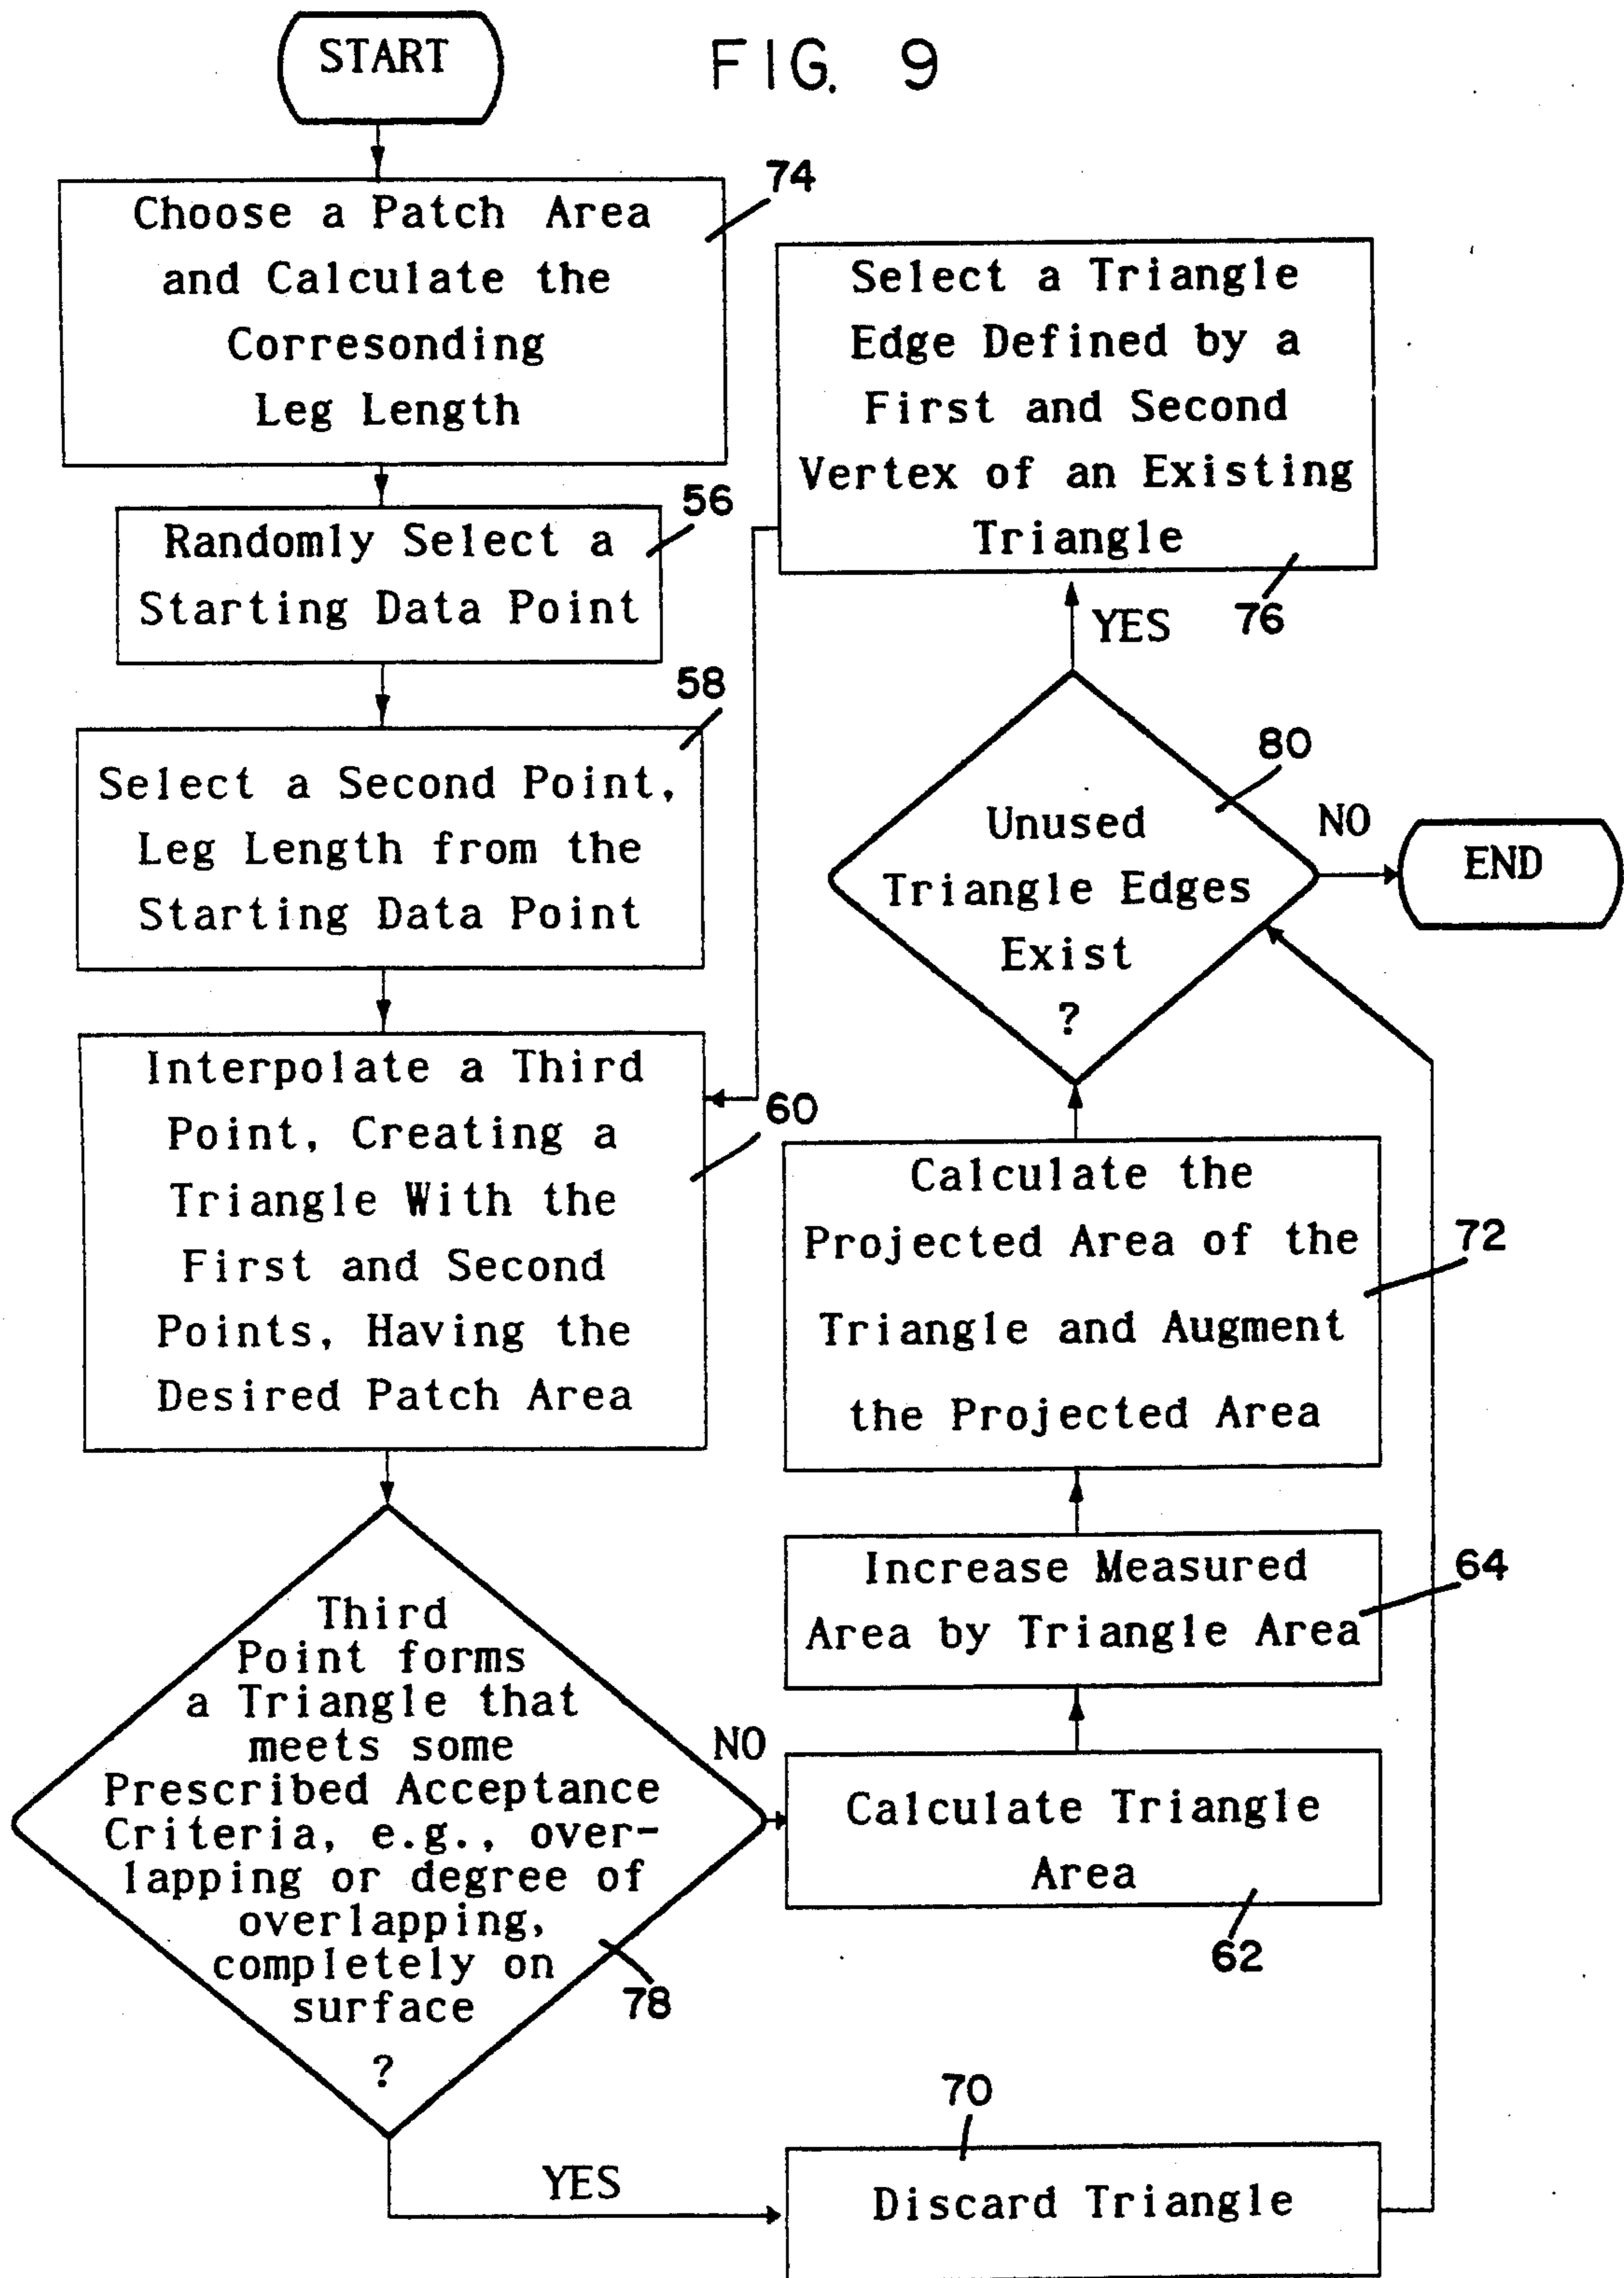 START
FIG. 9
74
Choose a Patch Area
and Calculate the
Corresonding
Leg Length
56
Randomly Select a
Starting Data Point
58
Select a Second Point,
Leg Length from the
Starting Data Point
60
Interpolate a Third
Point, Creating a
Triangle With the
First and Second
Points, Having the
Desired Patch Area
Third
Point forms
a Triangle that
meets some
Prescribed Acceptance
Criteria, e.g., over-
lapping or degree of
overlapping,
completely on
surface
?
78
NO
YES
Calculate Triangle
Area
62
Increase Measured
Area by Triangle Area
64
Calculate the
Projected Area of the
Triangle and Augment
the Projected Area
72
Unused
Triangle Edges
Exist
?
80
NO
END
YES
Select a Triangle
Edge Defined by a
First and Second
Vertex of an Existing
Triangle
76
70
Discard Triangle